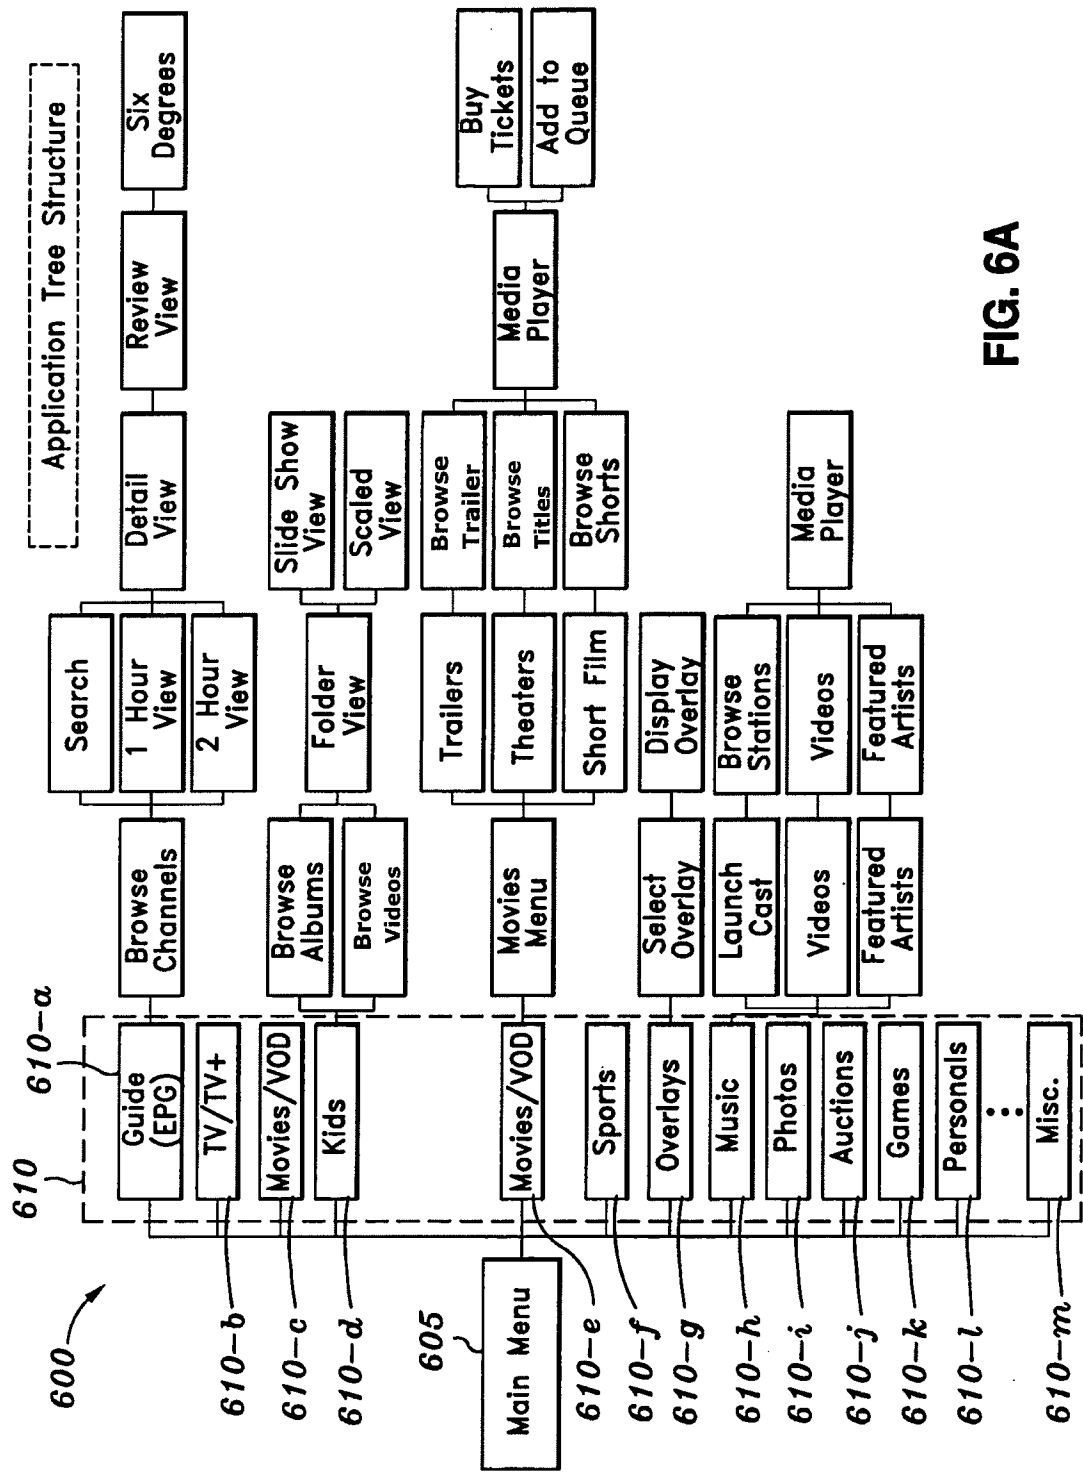 Application Tree Structure
600
605
Main Menu
610
610-a
Guide
(EPG)
Browse
Channels
Search
1 Hour
View
2 Hour
View
Detail
View
Review
View
Six
Degrees
610-b
TV/TV+
610-c
Movies/VOD
610-d
Kids
Browse
Albums
Browse
Videos
Folder
View
Slide Show
View
Scaled
View
610-e
Movies/VOD
Movies
Menu
Trailers
Theaters
Short Film
Browse
Trailer
Browse
Titles
Browse
Shorts
Media
Player
Buy
Tickets
Add to
Queue
610-f
Sports
610-g
Overlays
Select
Overlay
Display
Overlay
610-h
Music
Launch
Cast
Videos
Featured
Artists
Browse
Stations
Videos
Featured
Artists
Media
Player
610-i
Photos
610-j
Auctions
610-k
Games
610-l
Personals
610-m
Misc.
FIG. 6A